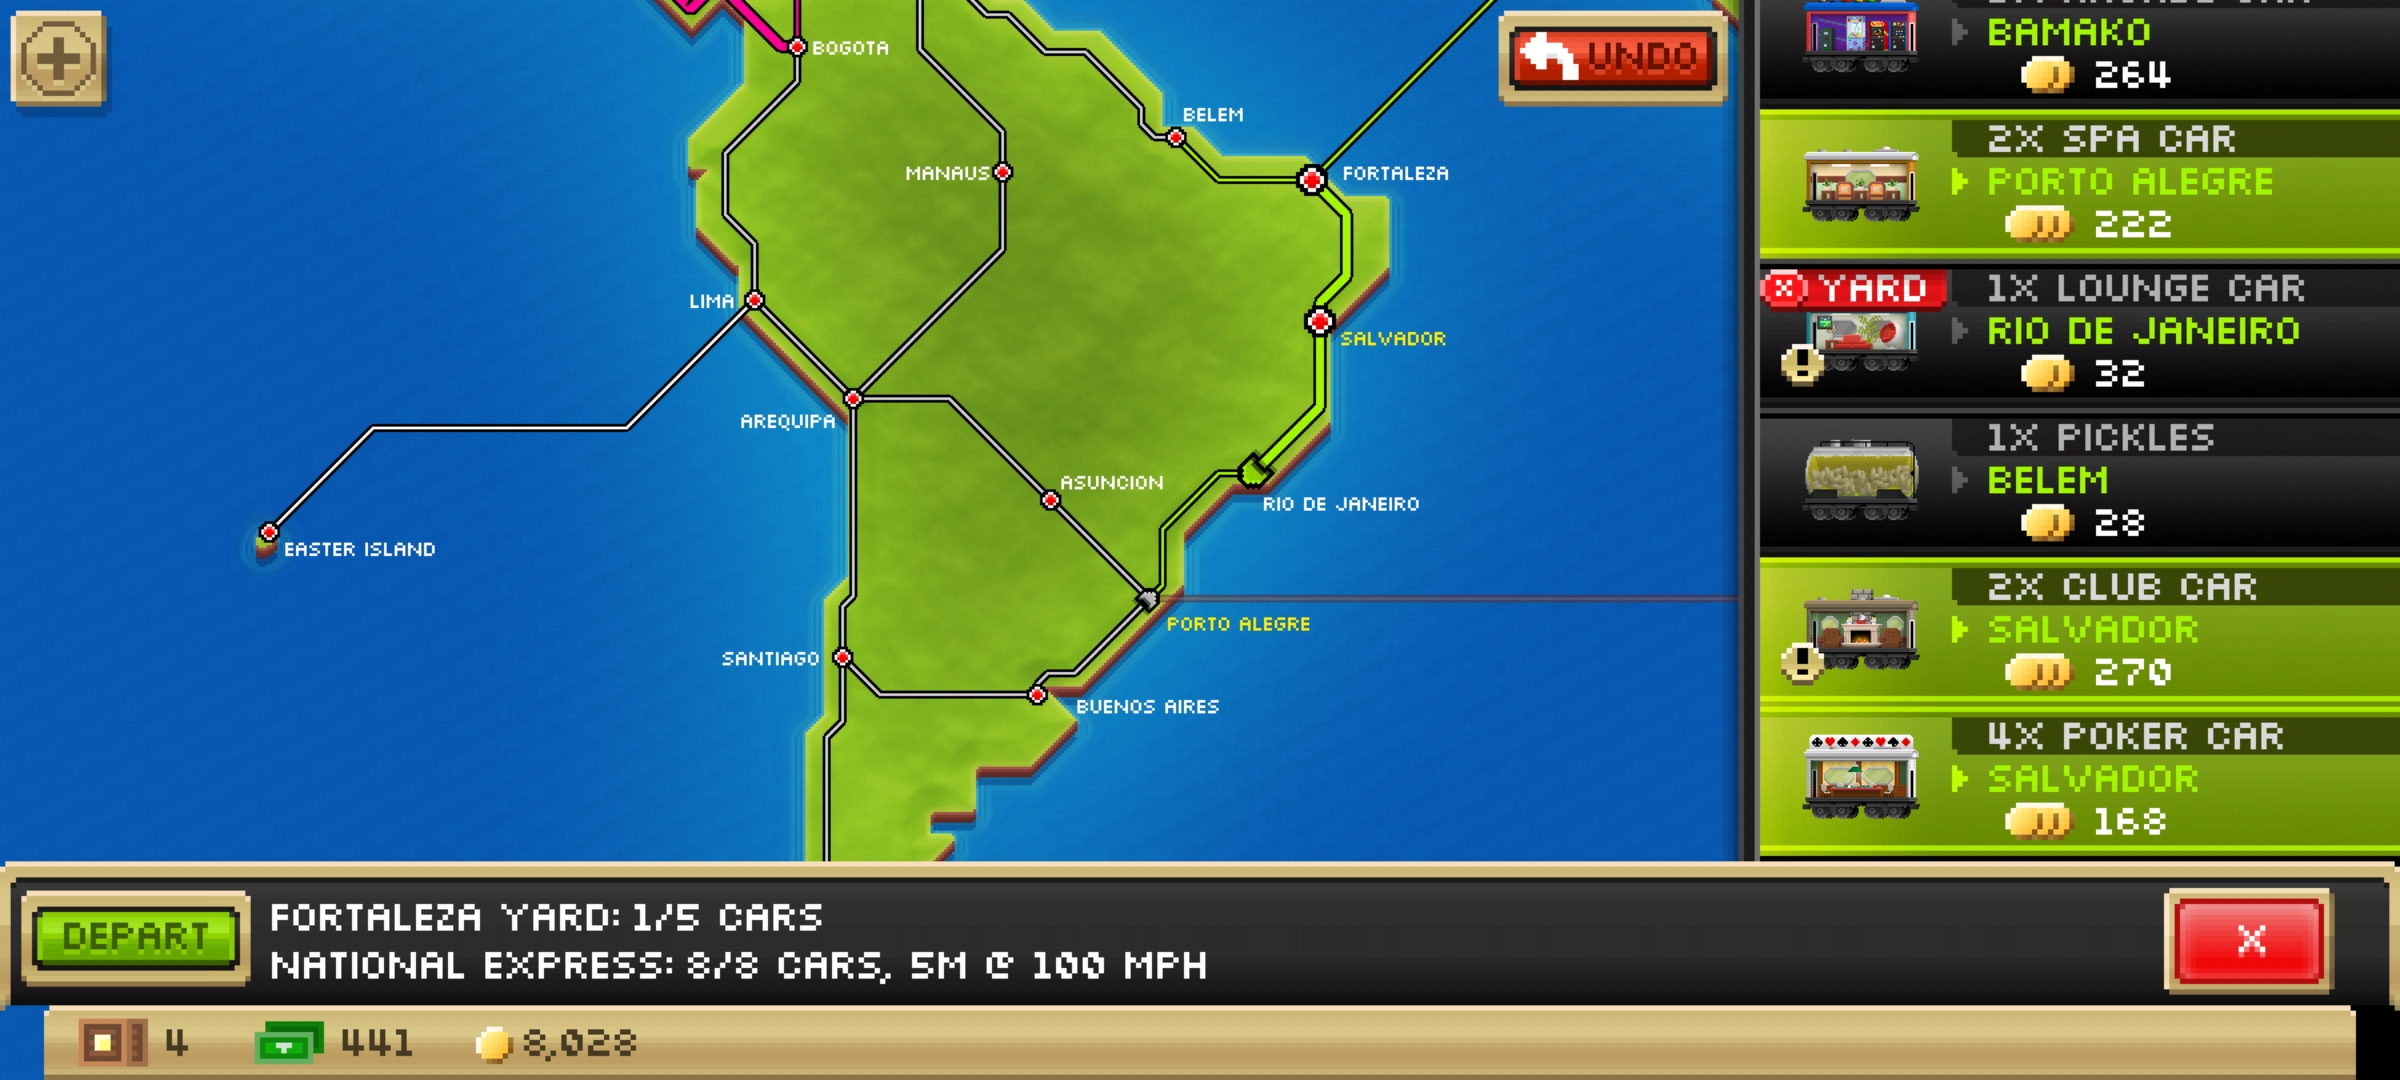 BOGOTA
UNDO
BELEM
MANAUS
FORTALEZA
LIMA
SALVADOR
AREQUIPA
ASUNCION
RIO DE JANEIRO
EASTER ISLAND
PORTO ALEGRE
SANTIAGO
BUENOS AIRES
BAMAKO
264
2X SPA CAR
PORTO ALEGRE
222
YARD
1X LOUNGE CAR
RIO DE JANEIRO
32
1X PICKLES
BELEM
28
2X CLUB CAR
SALVADOR
270
4X POKER CAR
SALVADOR
168
DEPART
FORTALEZA YARD: 1/5 CARS
NATIONAL EXPRESS: 8/8 CARS, 5M @ 100 MPH
X
4
441
8,028